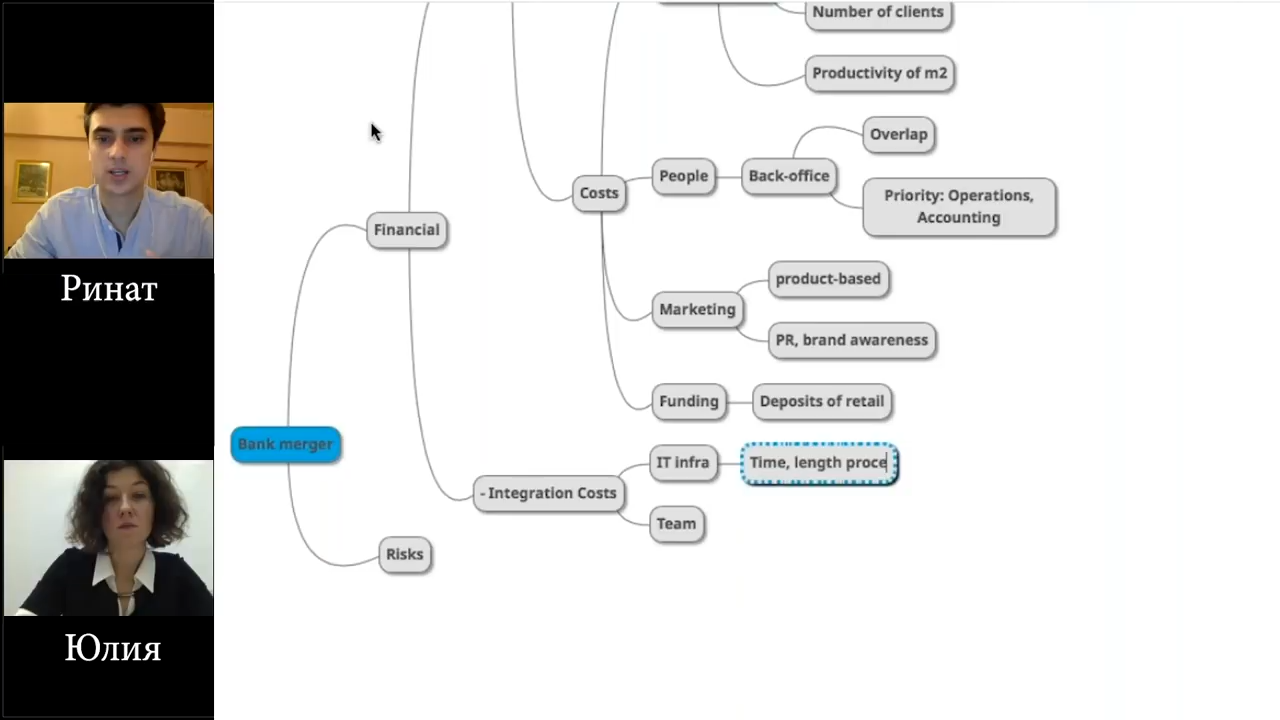 Ринат
Юлия
Number of clients
Productivity of m2
Overlap
People
Back-office
Priority: Operations,
Accounting
Costs
Financial
product-based
Marketing
PR, brand awareness
Funding
Deposits of retail
Bank merger
IT infra
Time, length proce
- Integration Costs
Team
Risks